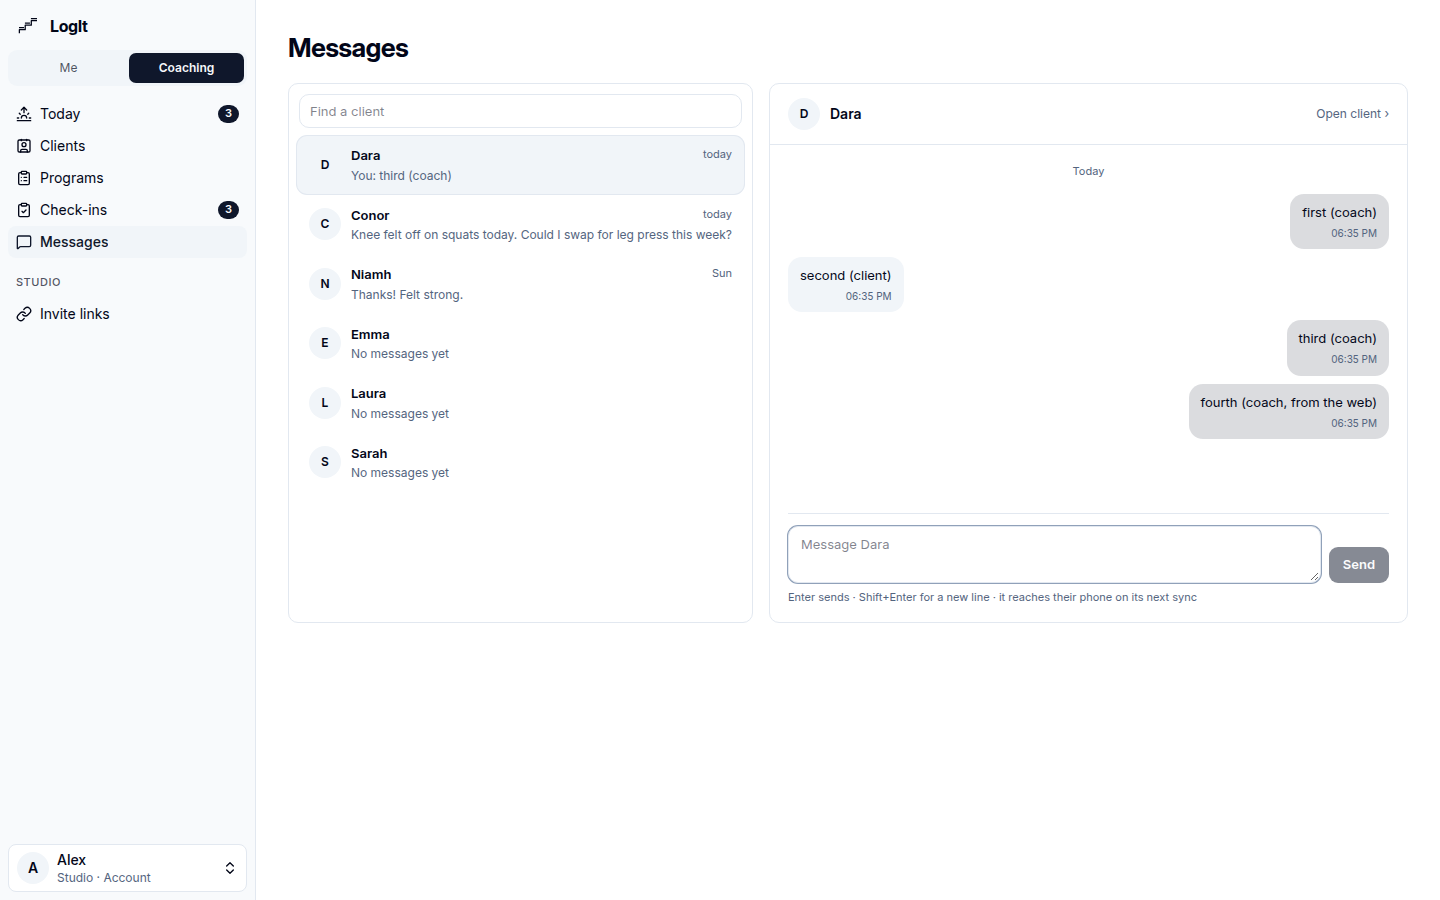 LogIt
Me
Coaching
Today
3
Clients
Programs
Check-ins
3
Messages
STUDIO
Invite links
A
Alex
Studio · Account
Messages
Find a client
D
Dara
today
You: third (coach)
C
Conor
today
Knee felt off on squats today. Could I swap for leg press this week?
N
Niamh
Sun
Thanks! Felt strong.
E
Emma
No messages yet
L
Laura
No messages yet
S
Sarah
No messages yet
D
Dara
Open client ›
Today
first (coach)
06:35 PM
second (client)
06:35 PM
third (coach)
06:35 PM
fourth (coach, from the web)
06:35 PM
Message Dara
Send
Enter sends · Shift+Enter for a new line · it reaches their phone on its next sync